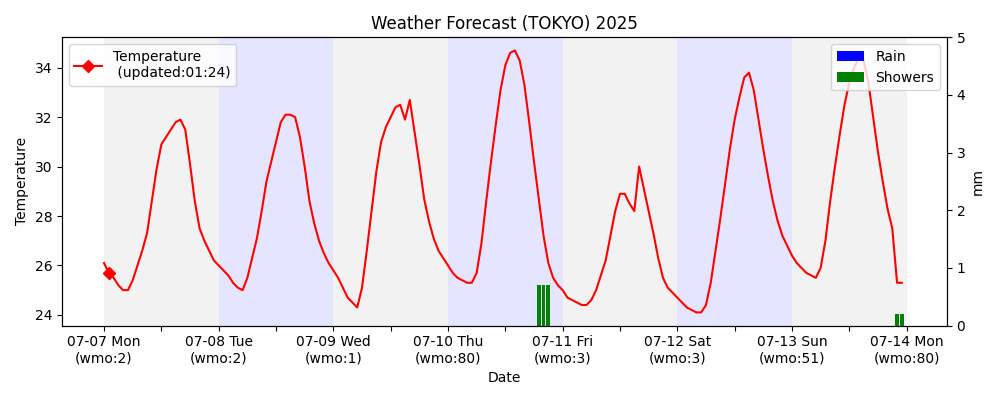 Weather Forecast (TOKYO) 2025
Temperature
(updated:01:24)
Rain
Showers
Temperature
34
32
30
28
26
24
5
4
3
2
1
0
mm
07-07 Mon 07-08 Tue 07-09 Wed 07-10 Thu 07-11 Fri 07-12 Sat 07-13 Sun 07-14 Mon
(wmo:2) (wmo:2) (wmo:1) (wmo:80) (wmo:3) (wmo:3) (wmo:51) (wmo:80)
Date